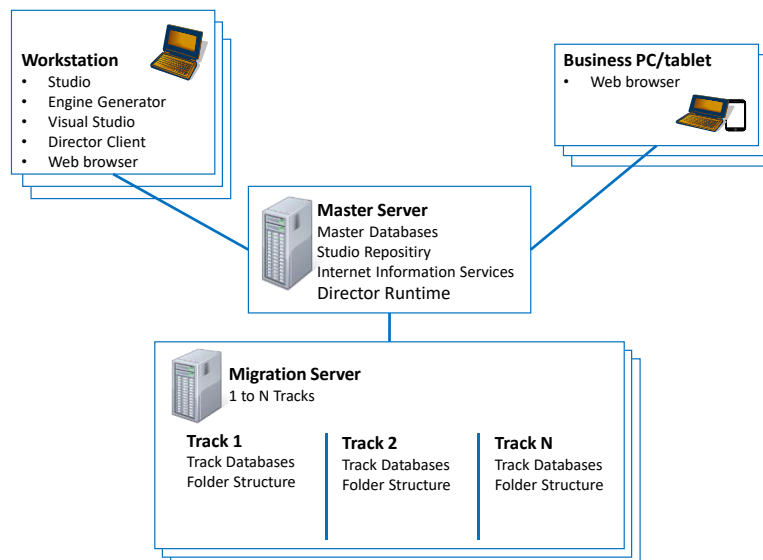 Workstation
• Studio
• Engine Generator
• Visual Studio
• Director Client
• Web browser
Business PC/tablet
• Web browser
Master Server
Master Databases
Studio Repositiry
Internet Information Services
Director Runtime
Migration Server
1 to N Tracks
Track 1
Track Databases
Folder Structure
Track 2
Track Databases
Folder Structure
Track N
Track Databases
Folder Structure